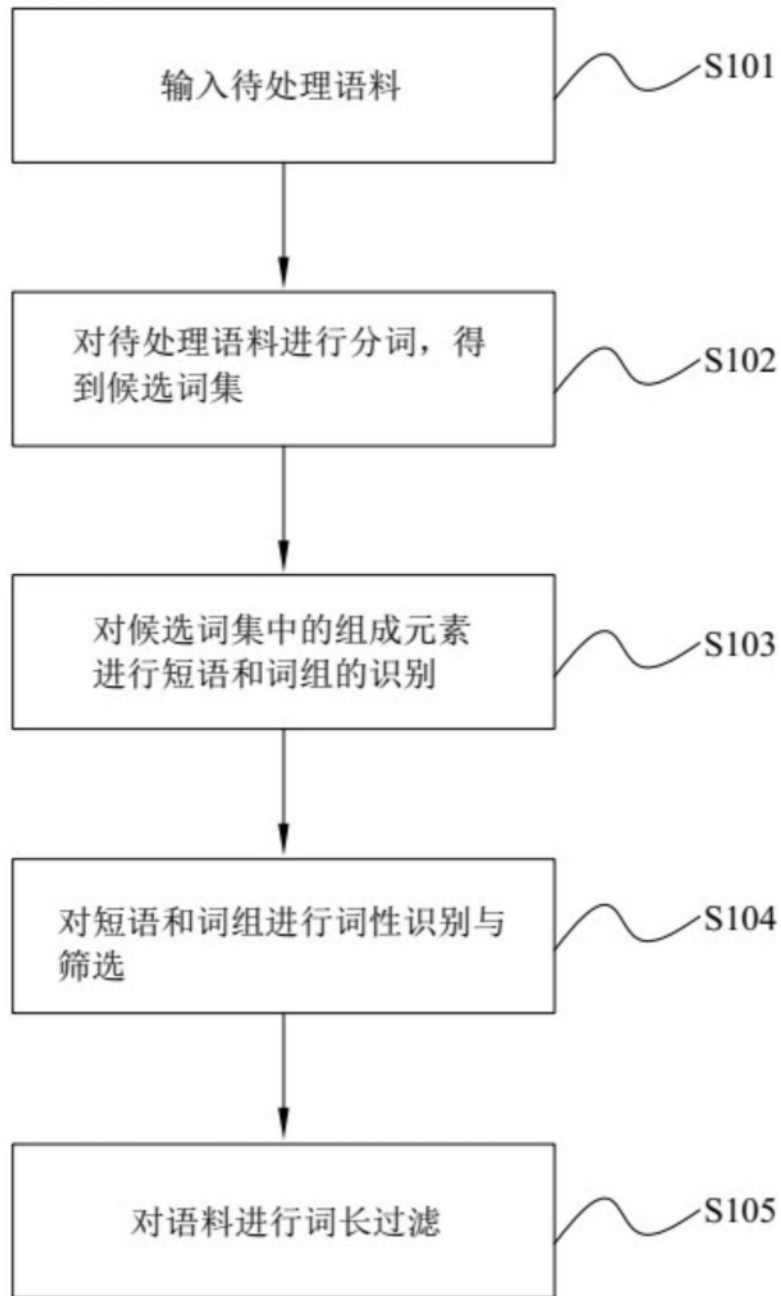 输入待处理语料
S101
对待处理语料进行分词，得
到候选词集
S102
对候选词集中的组成元素
进行短语和词组的识别
S103
对短语和词组进行词性识别与
筛选
S104
对语料进行词长过滤
S105